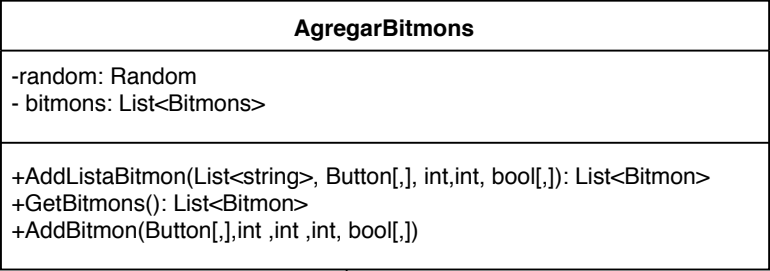 AgregarBitmons
-random: Random
- bitmons: List<Bitmons>
+AddListaBitmon(List<string>, Button[,], int,int, bool[,]): List<Bitmon>
+GetBitmons(): List<Bitmon>
+AddBitmon(Button[,],int ,int ,int, bool[,])